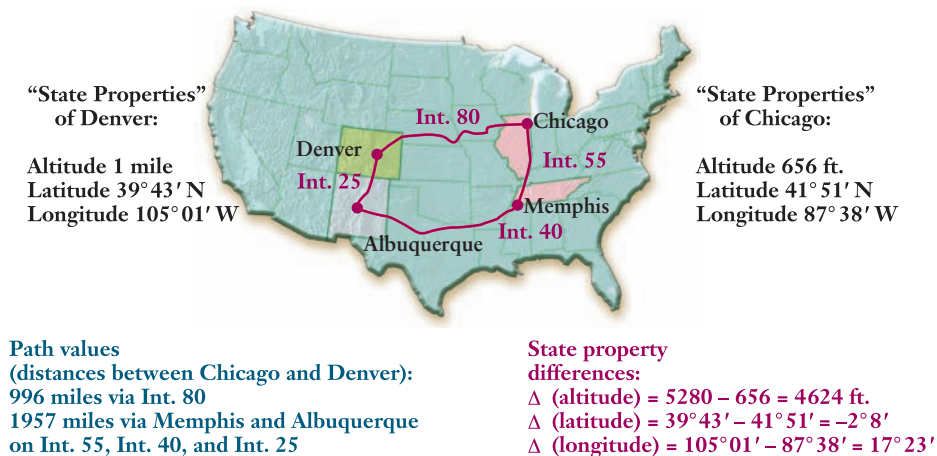 “State Properties”
of Denver:
Altitude 1 mile
Latitude 39°43′ N
Longitude 105°01′ W
Int. 80
Chicago
Denver
Int. 55
Int. 25
Memphis
Int. 40
Albuquerque
“State Properties”
of Chicago:
Altitude 656 ft.
Latitude 41°51′ N
Longitude 87°38′ W
Path values
(distances between Chicago and Denver):
996 miles via Int. 80
1957 miles via Memphis and Albuquerque
on Int. 55, Int. 40, and Int. 25
State property
differences:
Δ (altitude) = 5280 – 656 = 4624 ft.
Δ (latitude) = 39°43′ – 41°51′ = –2°8′
Δ (longitude) = 105°01′ – 87°38′ = 17°23′